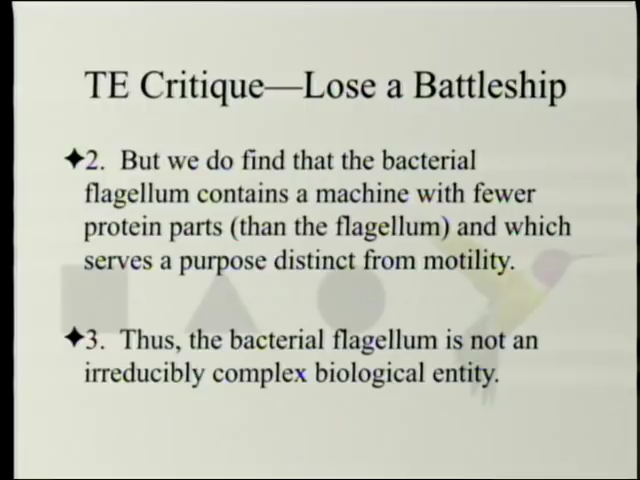 TE Critique—Lose a Battleship
✦2. But we do find that the bacterial
flagellum contains a machine with fewer
protein parts (than the flagellum) and which
serves a purpose distinct from motility.
✦3. Thus, the bacterial flagellum is not an
irreducibly complex biological entity.